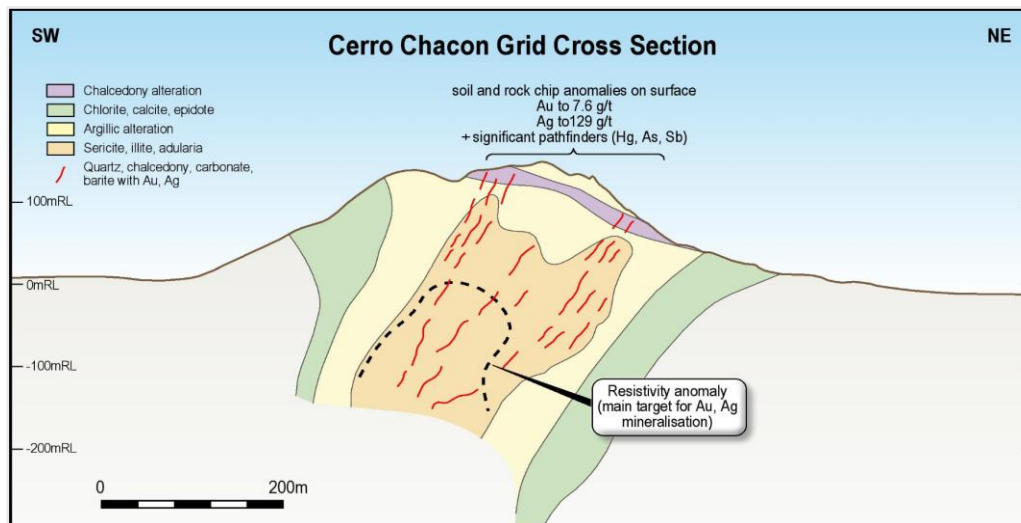 SW
NE
Cerro Chacon Grid Cross Section
Chalcedony alteration
Chlorite, calcite, epidote
Argillic alteration
Sericite, illite, adularia
Quartz, chalcedony, carbonate,
barite with Au, Ag
soil and rock chip anomalies on surface
Au to 7.6 g/t
Ag to129 g/t
+ significant pathfinders (Hg, As, Sb)
100mRL
0mRL
-100mRL
-200mRL
Resistivity anomaly
(main target for Au, Ag
mineralisation)
0
200m